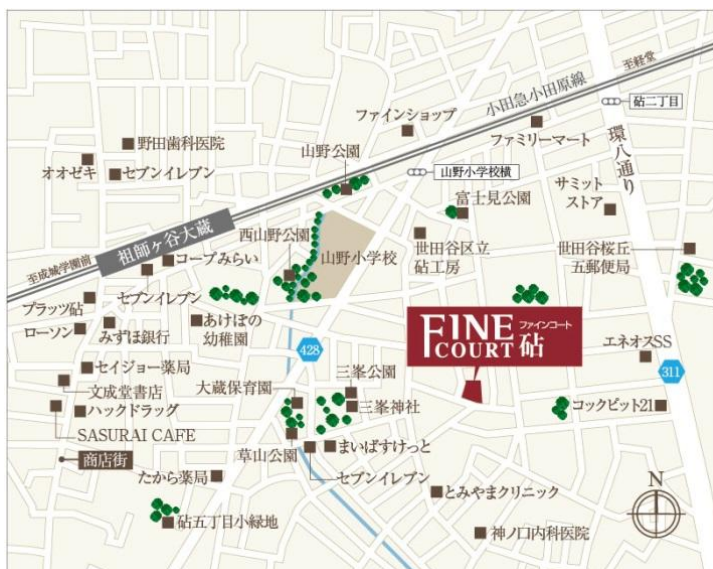 至経堂
小田急小田原線
砧二丁目
ファインショップ
ファミリーマート
環八通り
野田歯科医院
オオゼキ
セブンイレブン
山野公園
山野小学校横
富士見公園
サミット
ストア
祖師ヶ谷大蔵
西山野公園
山野小学校
世田谷区立
砧工房
世田谷桜丘
五郵便局
至成城学園前
コープみらい
セブンイレブン
プラッツ砧
ローソン
みずほ銀行
あけぼの
幼稚園
FINE
COURT
ファインコート
砧
428
エネオスSS
311
セイジョー薬局
文成堂書店
ハックドラッグ
SASURAI CAFE
商店街
大蔵保育園
三峯公園
三峯神社
コックピット21
草山公園
まいばすけっと
セブンイレブン
たから薬局
とみやまクリニック
砧五丁目小緑地
神ノ口内科医院
N